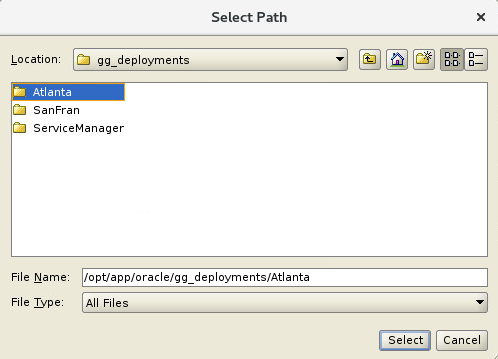 Select Path
Location: gg_deployments
Atlanta
SanFran
ServiceManager
File Name: /opt/app/oracle/gg_deployments/Atlanta
File Type: All Files
Select Cancel